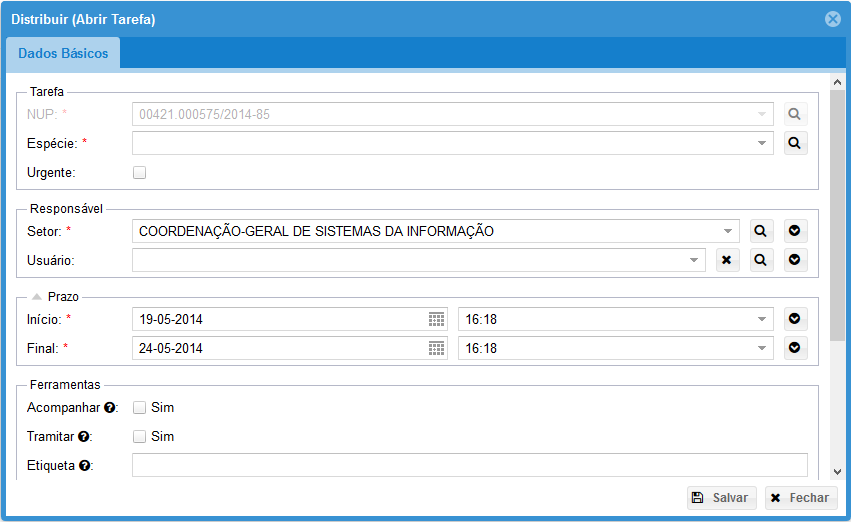 Distribuir (Abrir Tarefa)
Dados Básicos
Tarefa
NUP: * 00421.000575/2014-85
Espécie: *
Urgente:
Responsável
Setor: * COORDENAÇÃO-GERAL DE SISTEMAS DA INFORMAÇÃO
Usuário:
Prazo
Início: * 19-05-2014 16:18
Final: * 24-05-2014 16:18
Ferramentas
Acompanhar ?: Sim
Tramitar ?: Sim
Etiqueta ?:
Salvar Fechar